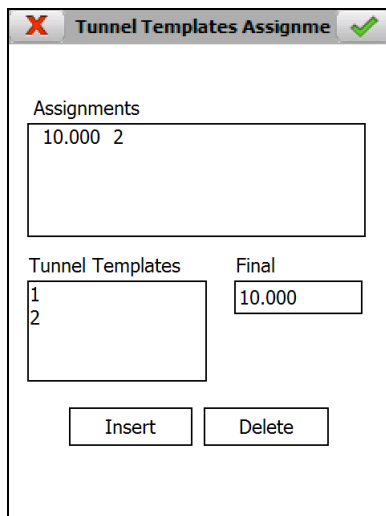 Tunnel Templates Assignme
Assignments
10.000 2
Tunnel Templates
Final
1
10.000
2
Insert
Delete